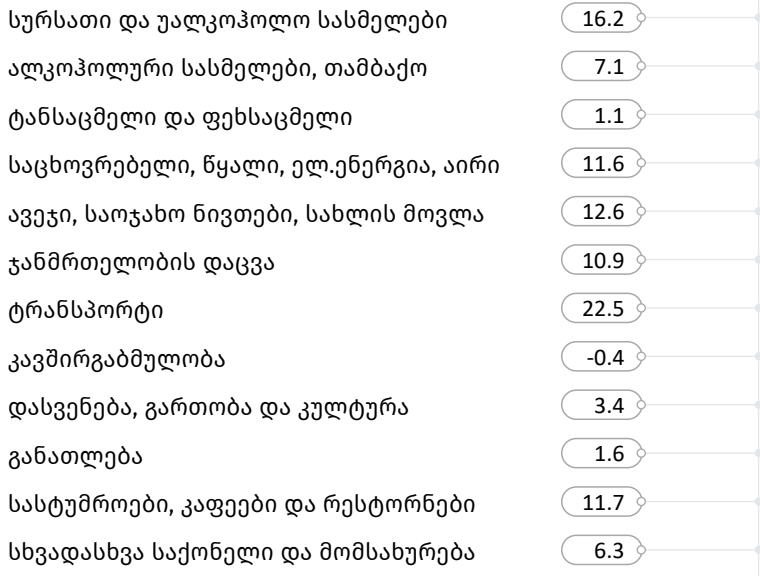 სურსათი და უალკოჰოლო სასმელები 16.2
ალკოჰოლური სასმელები, თამბაქო 7.1
ტანსაცმელი და ფეხსაცმელი 1.1
საცხოვრებელი, წყალი, ელ.ენერგია, აირი 11.6
ავეჯი, საოჯახო ნივთები, სახლის მოვლა 12.6
ჯანმრთელობის დაცვა 10.9
ტრანსპორტი 22.5
კავშირგაბმულობა -0.4
დასვენება, გართობა და კულტურა 3.4
განათლება 1.6
სასტუმროები, კაფეები და რესტორნები 11.7
სხვადასხვა საქონელი და მომსახურება 6.3